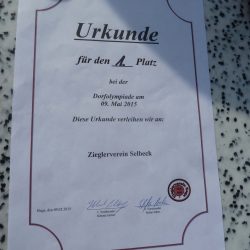 Urkunde
für den 1. Platz
bei der
Dorfolympiade am
09. Mai 2015
Diese Urkunde verleihen wir an:
Zieglerverein Selbeck